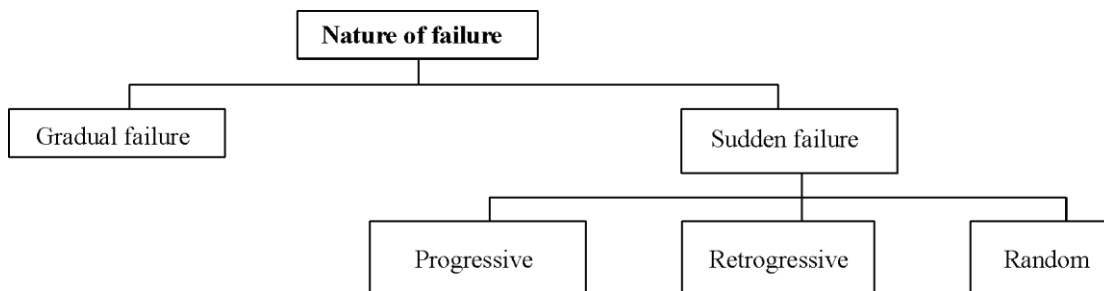 Nature of failure
Gradual failure
Sudden failure
Progressive
Retrogressive
Random